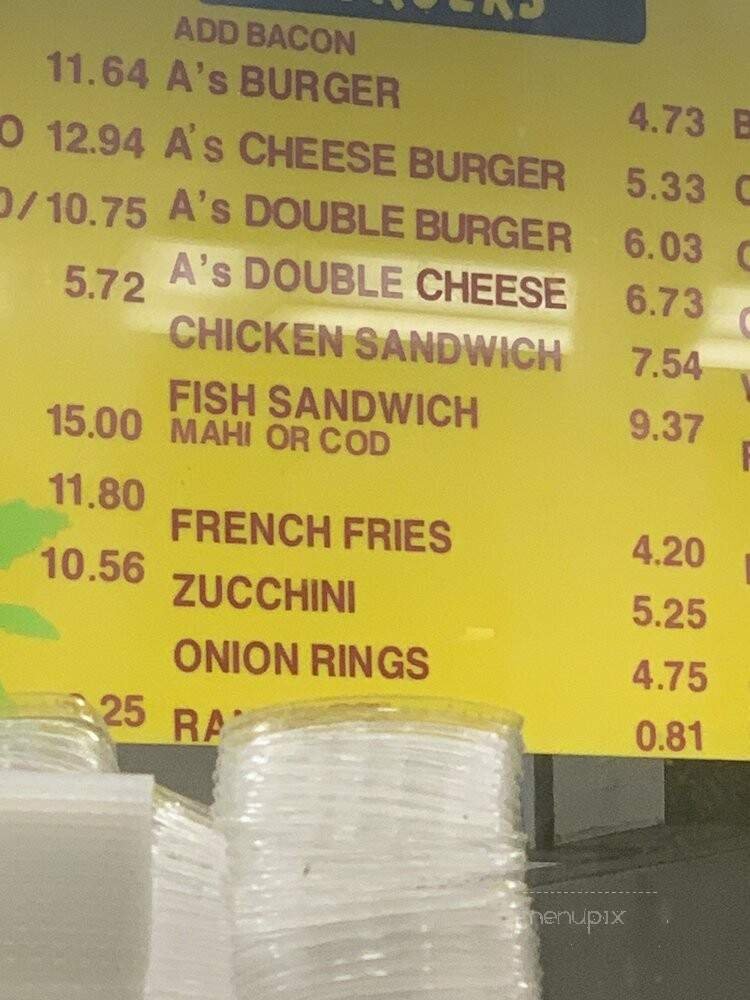 ADD BACON
11.64 A's BURGER 4.73
12.94 A's CHEESE BURGER 5.33
/10.75 A's DOUBLE BURGER 6.03
5.72 A's DOUBLE CHEESE 6.73
CHICKEN SANDWICH 7.54
15.00 FISH SANDWICH 9.37
MAHI OR COD
11.80
FRENCH FRIES 4.20
10.56 ZUCCHINI 5.25
ONION RINGS 4.75
.25 RA 0.81
menupix